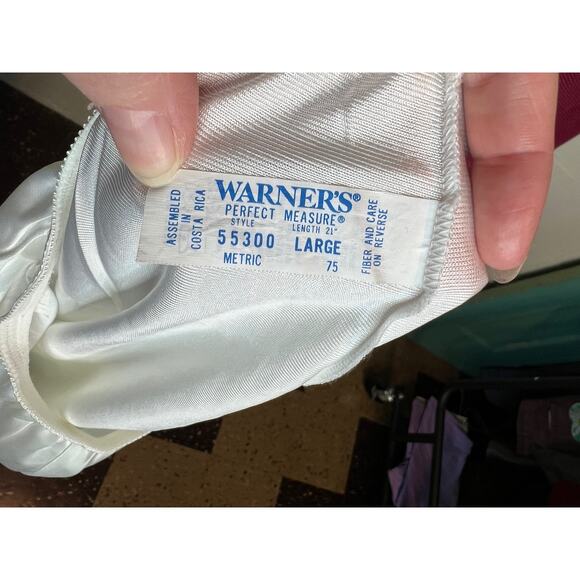 WARNER'S®
PERFECT MEASURE®
STYLE LENGTH 21"
55300 LARGE
METRIC 75
ASSEMBLED
IN
COSTA RICA
FIBER AND CARE
ON REVERSE